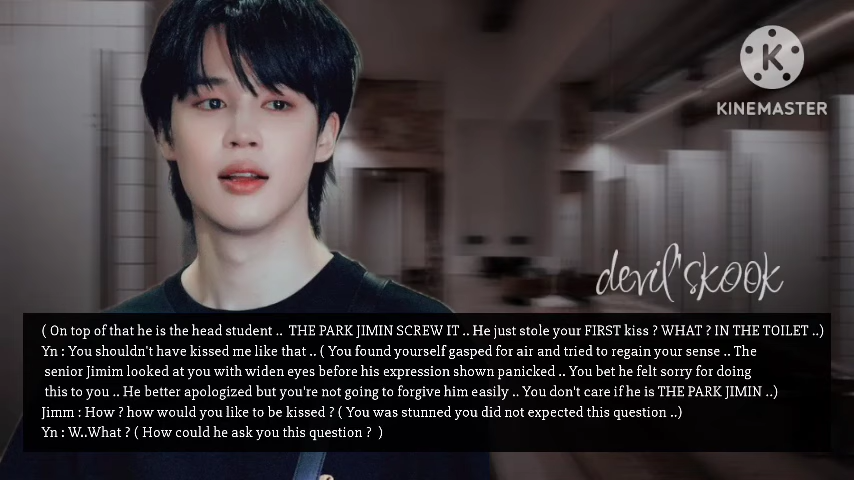 KINEMASTER
devil'skook
( On top of that he is the head student .. THE PARK JIMIN SCREW IT .. He just stole your FIRST kiss ? WHAT ? IN THE TOILET ..)
Yn : You shouldn't have kissed me like that .. ( You found yourself gasped for air and tried to regain your sense .. The
senior Jimim looked at you with widen eyes before his expression shown panicked .. You bet he felt sorry for doing
this to you .. He better apologized but you're not going to forgive him easily .. You don't care if he is THE PARK JIMIN ..)
Jimm : How ? how would you like to be kissed ? ( You was stunned you did not expected this question ..)
Yn : W..What ? ( How could he ask you this question ? )